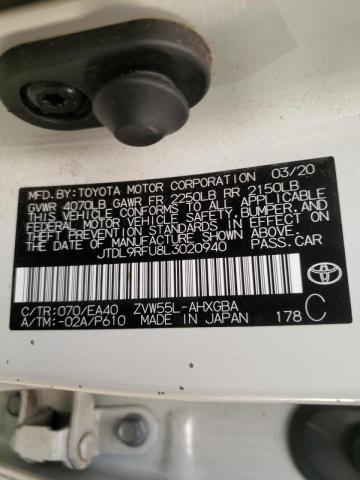 MFD.BY:TOYOTA MOTOR CORPORATION 03/20
GVWR 4070LB GAWR FR 2250LB RR 2150LB
THIS VEHICLE CONFORMS TO ALL APPLICABLE
FEDERAL MOTOR VEHICLE SAFETY,BUMPER,AND
THEFT PREVENTION STANDARDS IN EFFECT
ON THE DATE OF MANUFACTURE SHOWN ABOVE.
JTDL9RFU8L3020940 PASS.CAR
TOYOTA
C/TR:070/EA40 ZVW55L-AHXGBA
A/TM:-02A/P610 MADE IN JAPAN 178 C